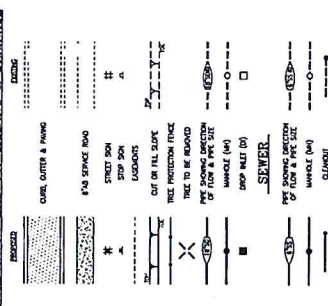 PROPOSED
EXISTING
CURB, GUTTER & PAVING
8" AB SERVICE ROAD
STREET SIGN
STOP SIGN
EASEMENTS
CUT OR FILL SLOPE
TREE PROTECTION FENCE
TREE TO BE REMOVED
PIPE SHOWING DIRECTION
OF FLOW & PIPE SIZE
MANHOLE (MH)
DROP INLET (DI)
SEWER
PIPE SHOWING DIRECTION
OF FLOW & PIPE SIZE
MANHOLE (MH)
CLEANOUT